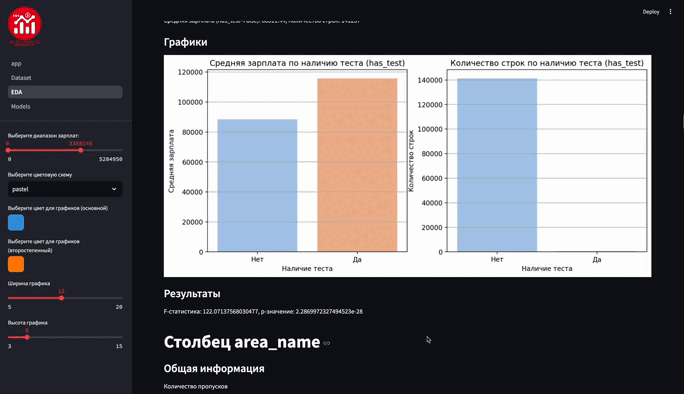 Deploy
app
Dataset
EDA
Models
Выберите диапазон зарплат:
0
3358145
0
5284950
Выберите цветовую схему
pastel
Выберите цвет для графиков (основной)
Выберите цвет для графиков
(второстепенный)
Ширина графика
12
5
20
Высота графика
5
3
15
Графики
Средняя зарплата по наличию теста (has_test)
Средняя зарплата
120000
100000
80000
60000
40000
20000
0
Нет
Да
Наличие теста
Количество строк по наличию теста (has_test)
Количество строк
140000
120000
100000
80000
60000
40000
20000
0
Нет
Да
Наличие теста
Результаты
F-статистика: 122.07137568030477, p-значение: 2.2869972327494523e-28
Столбец area_name
Общая информация
Количество пропусков